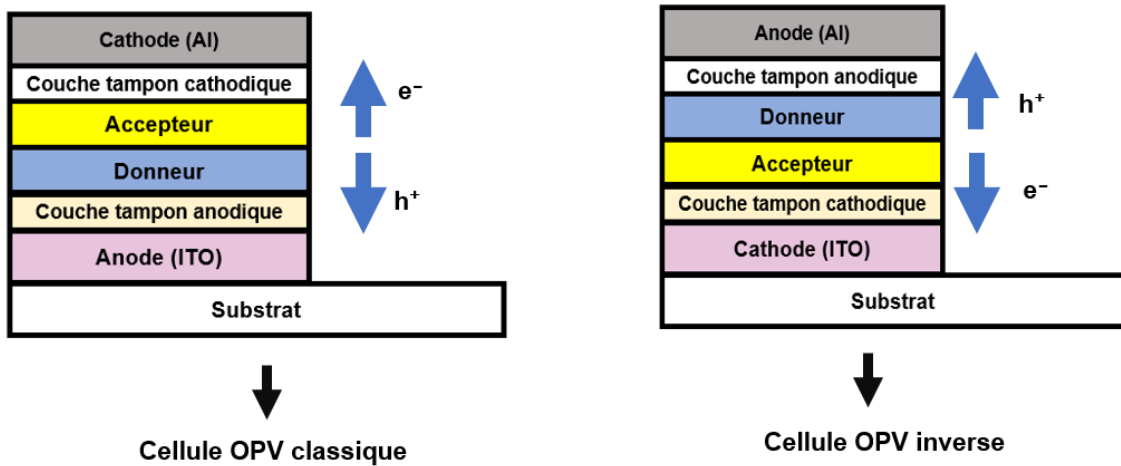 Cathode (Al)
Couche tampon cathodique
Accepteur
Donneur
Couche tampon anodique
Anode (ITO)
Substrat
e⁻
h⁺
Cellule OPV classique
Anode (Al)
Couche tampon anodique
Donneur
Accepteur
Couche tampon cathodique
Cathode (ITO)
Substrat
h⁺
e⁻
Cellule OPV inverse